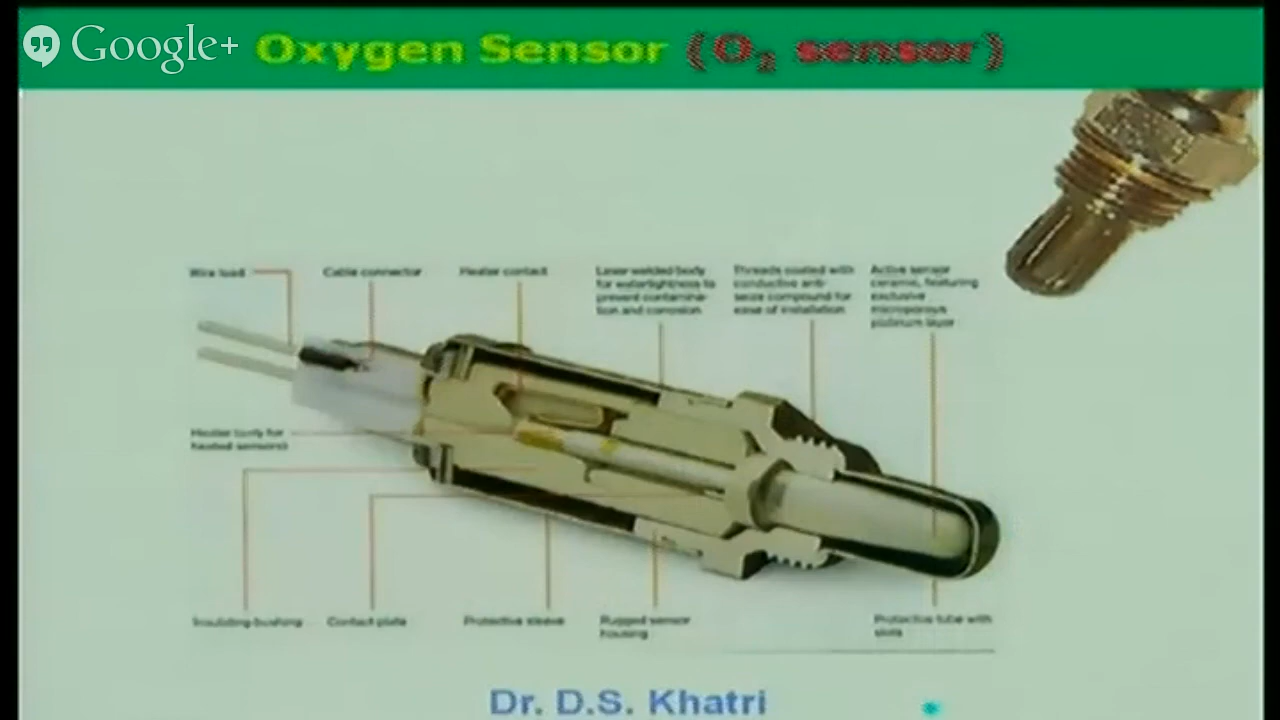 Google+
Oxygen Sensor (O₂ sensor)
Wire lead
Cable connector
Heater contact
Laser welded body
for watertightness to
prevent contamina-
tion and corrosion
Threads coated with
conductive anti-
seize compound for
ease of installation
Active sensor
ceramic, featuring
exclusive
microporous
platinum layer
Heater (only for
heated sensors)
Insulating bushing
Contact plate
Protective sleeve
Rugged sensor
housing
Protective tube with
slots
Dr. D.S. Khatri